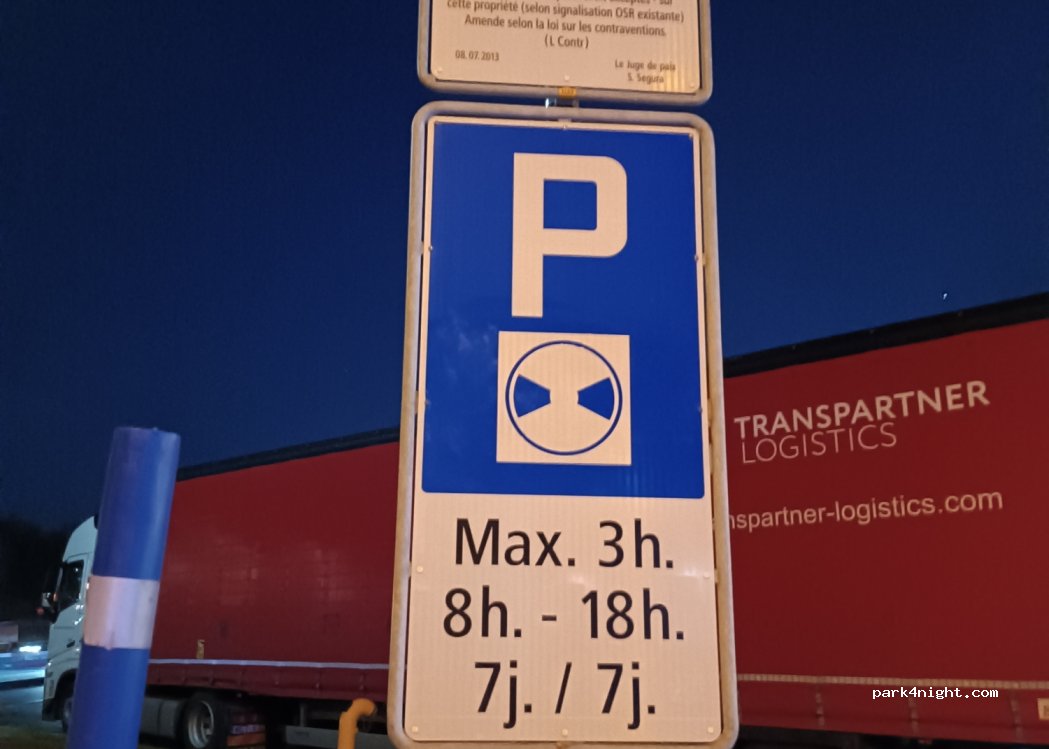 cette propriété (selon signalisation OSR existante)
Amende selon la loi sur les contraventions.
(L Contr)
08.07.2013
Le Juge de paix
S. Segura
P
Max. 3h.
8h. - 18h.
7j. / 7j.
TRANSPARTNER
LOGISTICS
nspartner-logistics.com
park4night.com